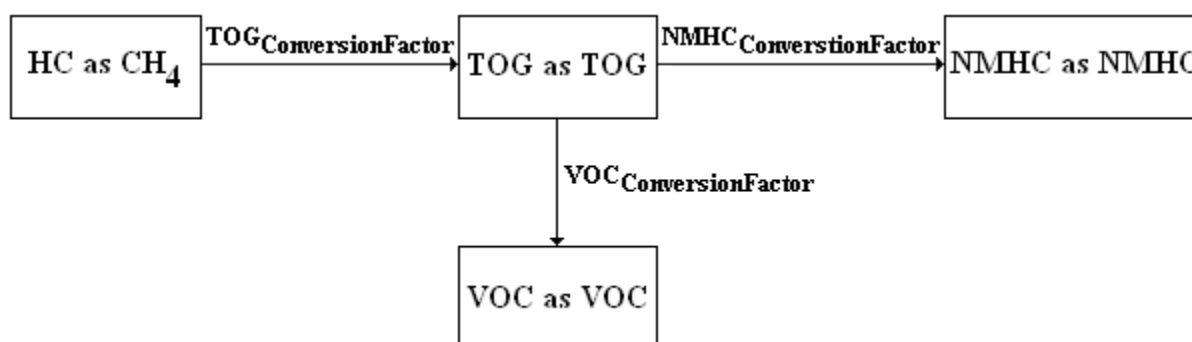 HC as CH4
TOGConversionFactor
TOG as TOG
NMHCConverstionFactor
NMHC as NMHC
VOCConversionFactor
VOC as VOC